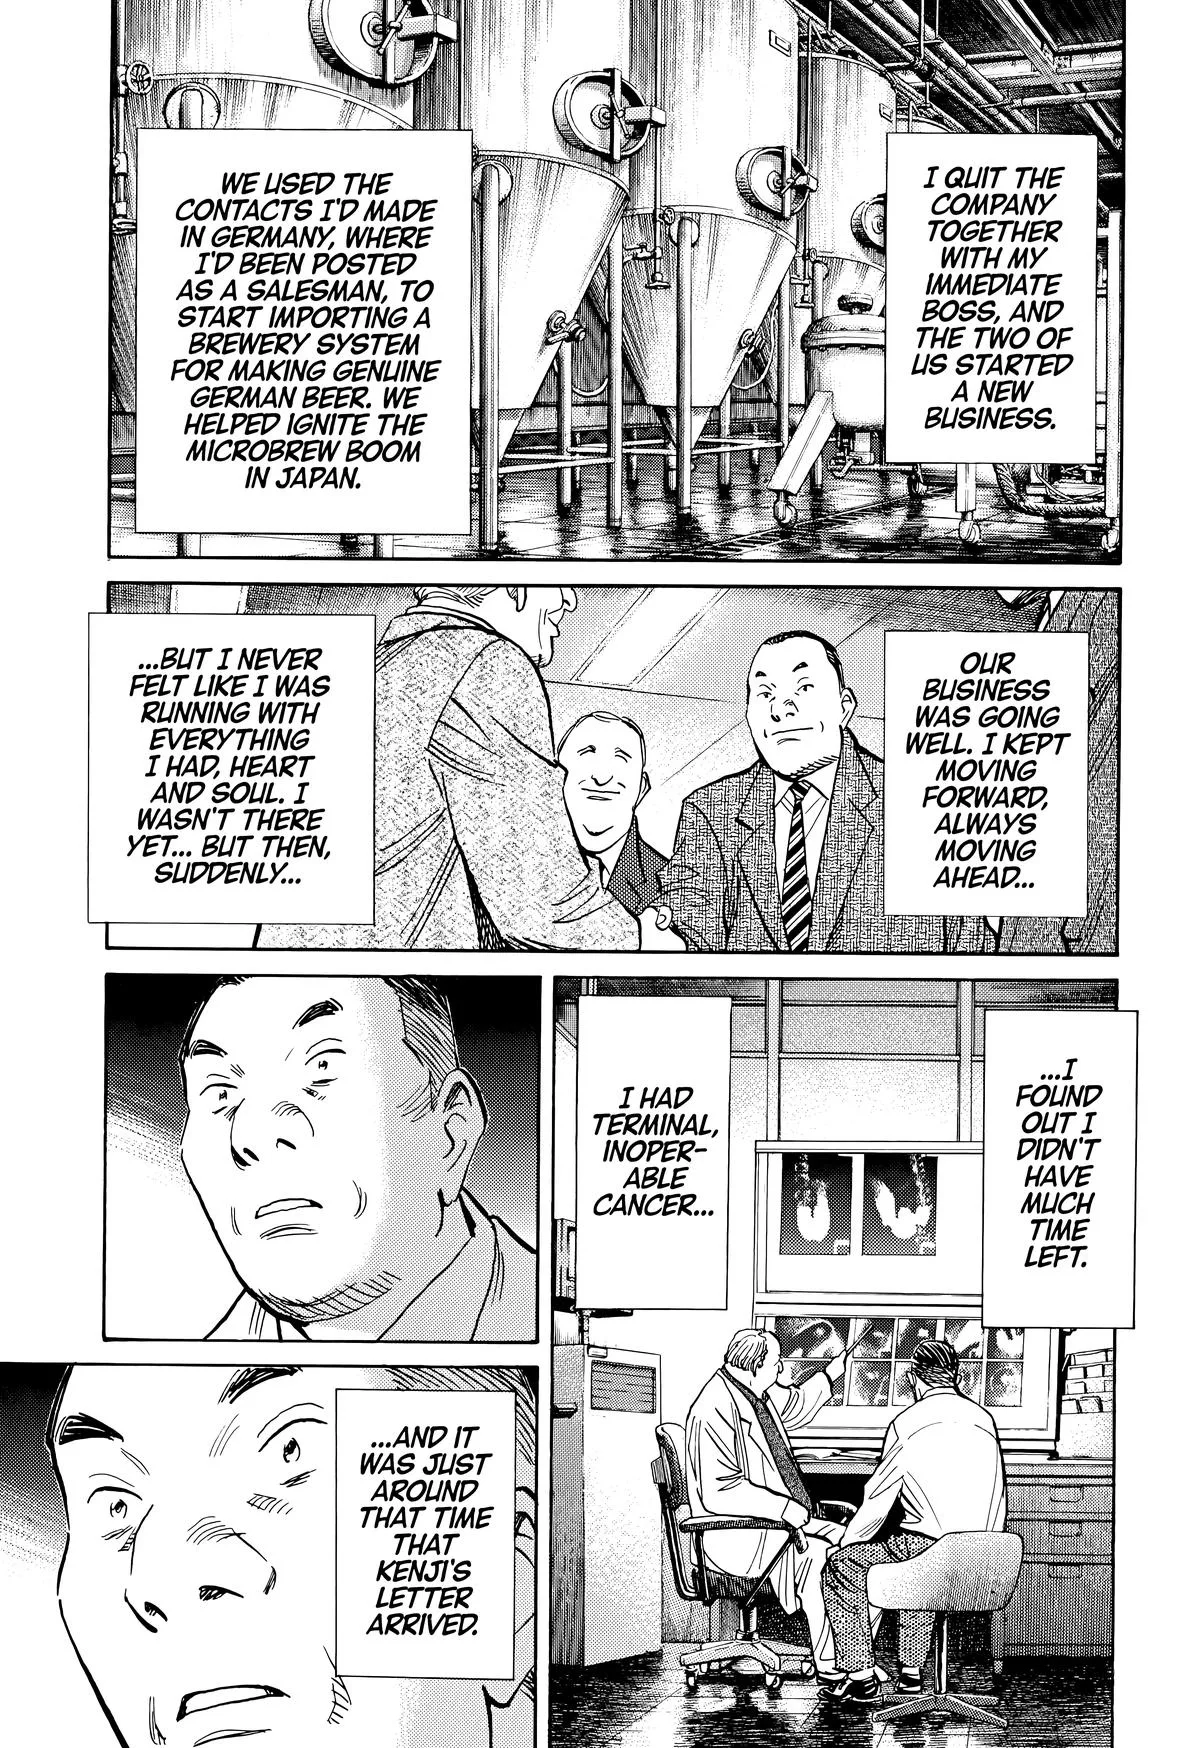 I QUIT THE
COMPANY
TOGETHER
WITH MY
IMMEDIATE
BOSS, AND
THE TWO OF
US STARTED
A NEW
BUSINESS.
WE USED THE
CONTACTS I'D MADE
IN GERMANY, WHERE
I'D BEEN POSTED
AS A SALESMAN, TO
START IMPORTING A
BREWERY SYSTEM
FOR MAKING GENUINE
GERMAN BEER. WE
HELPED IGNITE THE
MICROBREW BOOM
IN JAPAN.
OUR
BUSINESS
WAS GOING
WELL. I KEPT
MOVING
FORWARD,
ALWAYS
MOVING
AHEAD...
...BUT I NEVER
FELT LIKE I WAS
RUNNING WITH
EVERYTHING
I HAD, HEART
AND SOUL. I
WASN'T THERE
YET... BUT THEN,
SUDDENLY...
...I
FOUND
OUT I
DIDN'T
HAVE
MUCH
TIME
LEFT.
I HAD
TERMINAL,
INOPER-
ABLE
CANCER...
...AND IT
WAS JUST
AROUND
THAT TIME
THAT
KENJI'S
LETTER
ARRIVED.